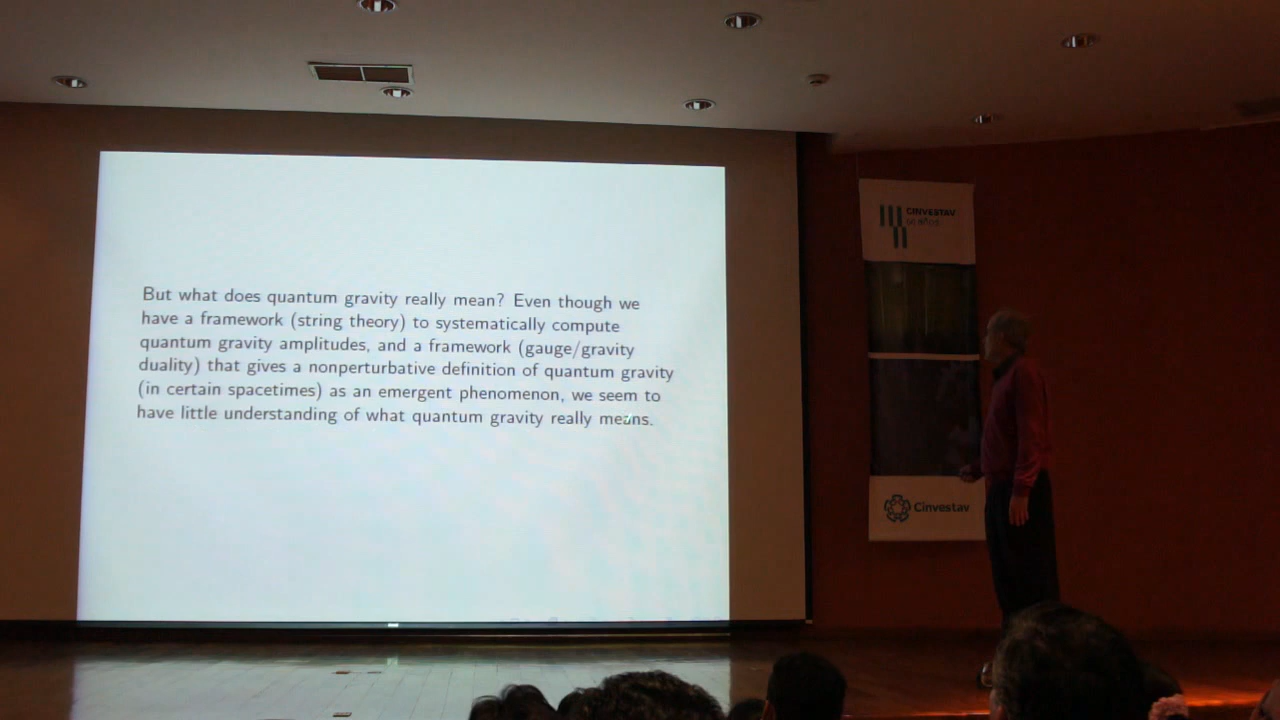 But what does quantum gravity really mean? Even though we
have a framework (string theory) to systematically compute
quantum gravity amplitudes, and a framework (gauge/gravity
duality) that gives a nonperturbative definition of quantum gravity
(in certain spacetimes) as an emergent phenomenon, we seem to
have little understanding of what quantum gravity really means.
CINVESTAV
años
Cinvestav